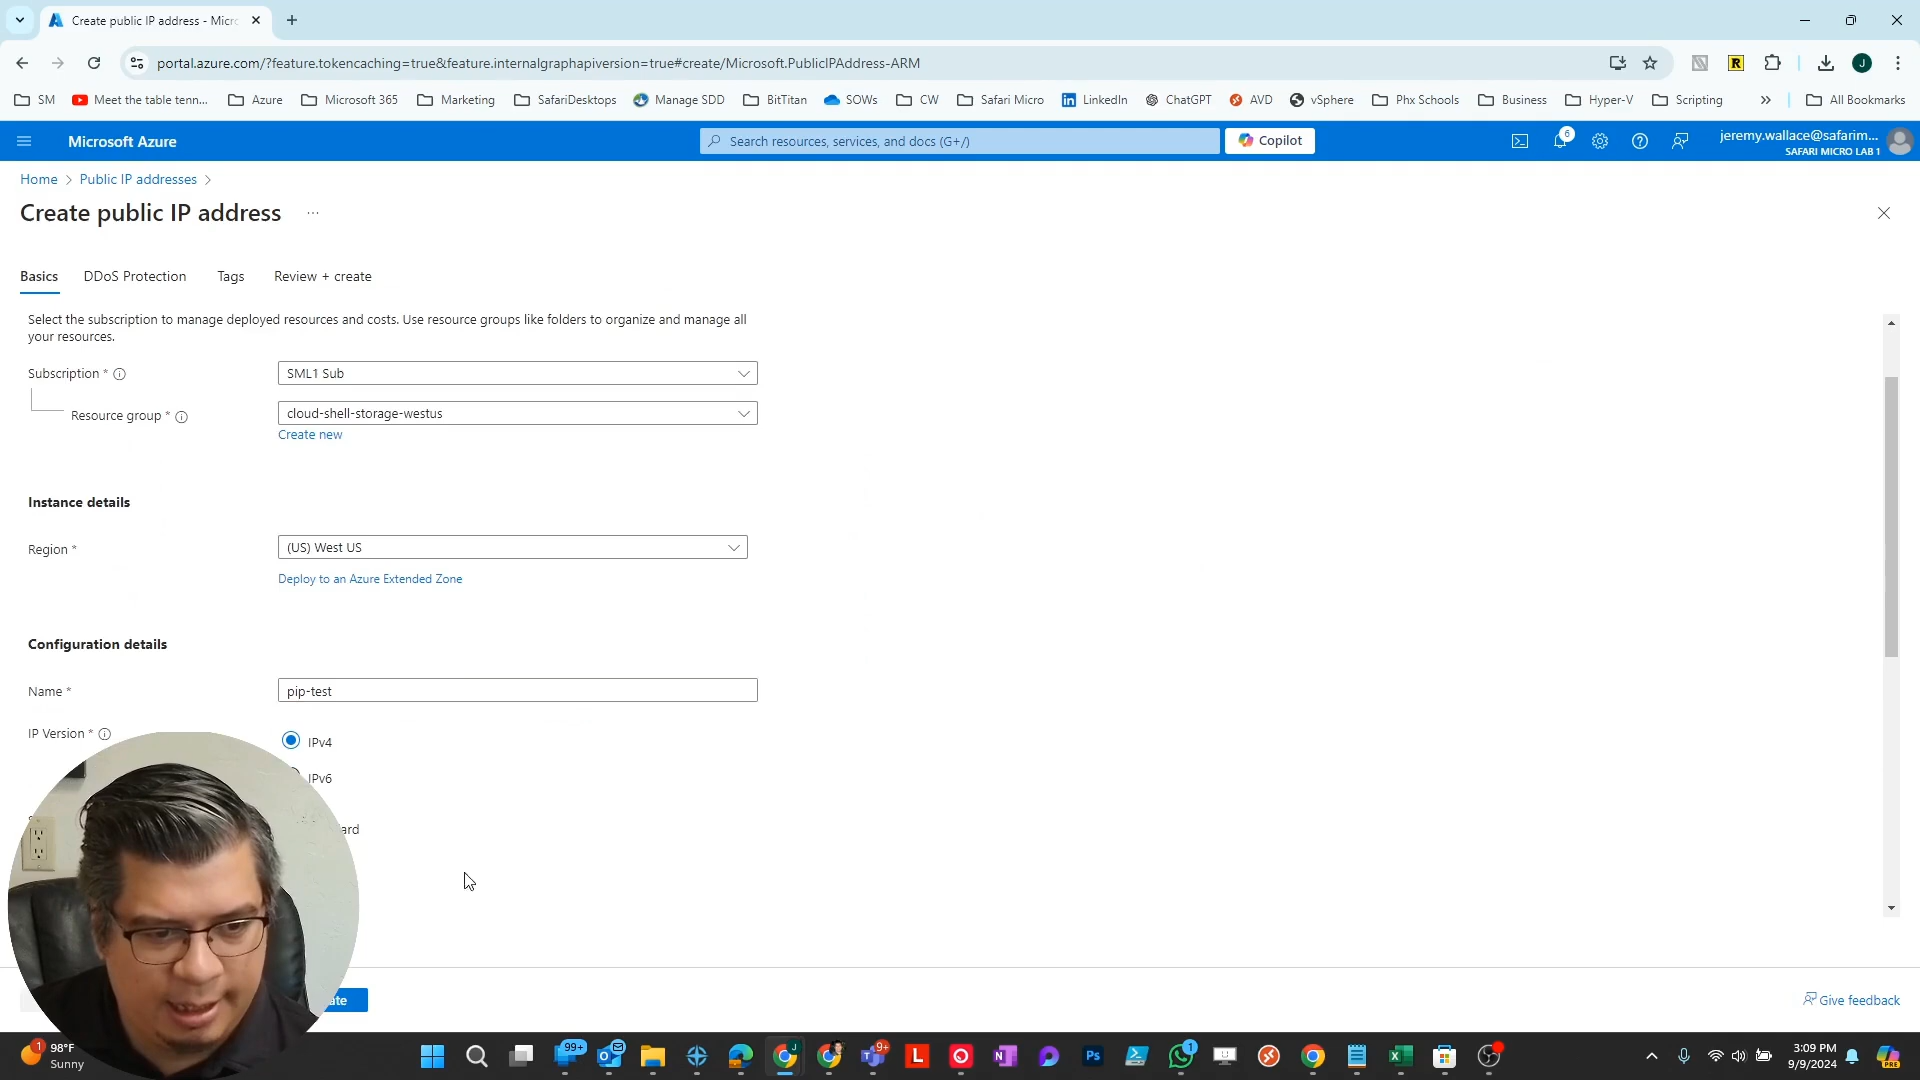 Create public IP address - Micr
portal.azure.com/?feature.tokencaching=true&feature.internalgraphapiversion=true#create/Microsoft.PublicIPAddress-ARM
SM
Meet the table tenn...
Azure
Microsoft 365
Marketing
SafariDesktops
Manage SDD
BitTitan
SOWs
CW
Safari Micro
LinkedIn
ChatGPT
AVD
vSphere
Phx Schools
Business
Hyper-V
Scripting
All Bookmarks
Microsoft Azure
Search resources, services, and docs (G+/)
Copilot
6
jeremy.wallace@safarim...
SAFARI MICRO LAB 1
Home > Public IP addresses >
Create public IP address ...
Basics
DDoS Protection
Tags
Review + create
Select the subscription to manage deployed resources and costs. Use resource groups like folders to organize and manage all
your resources.
Subscription *
SML1 Sub
Resource group *
cloud-shell-storage-westus
Create new
Instance details
Region *
(US) West US
Deploy to an Azure Extended Zone
Configuration details
Name *
pip-test
IP Version *
IPv4
IPv6
ard
ate
Give feedback
1
98°F
Sunny
99+
9+
1
3:09 PM
9/9/2024